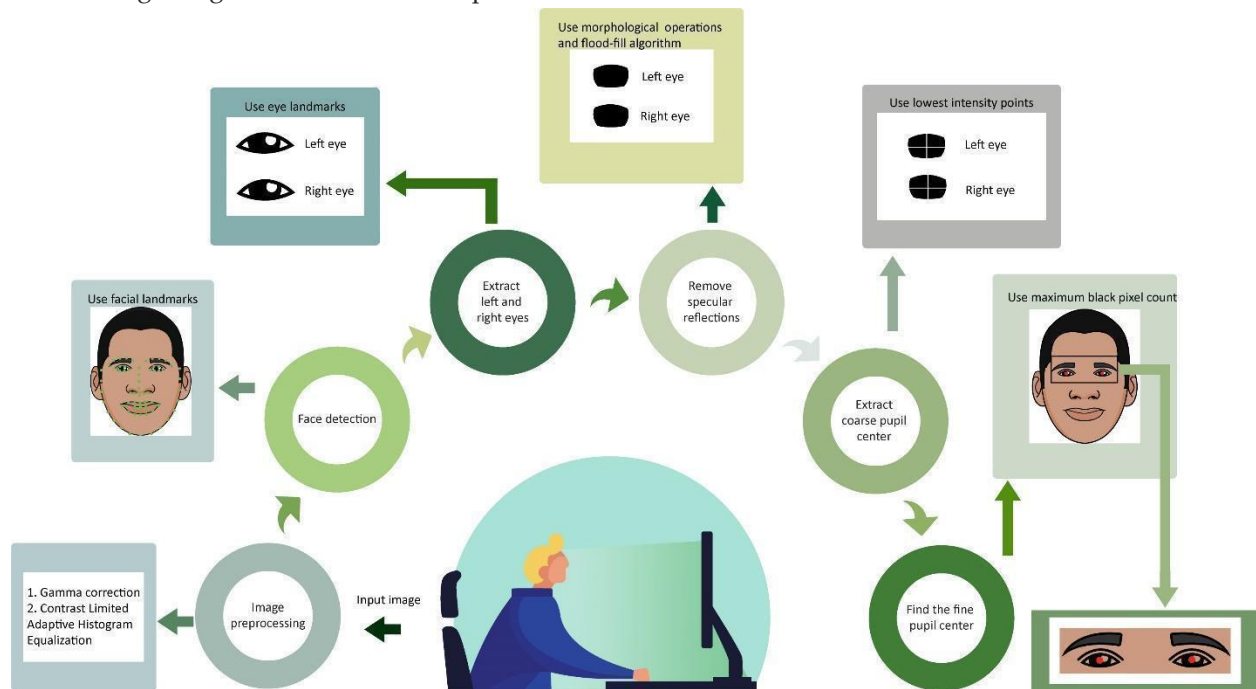 Use morphological operations
and flood-fill algorithm
Left eye
Right eye
Use eye landmarks
Left eye
Right eye
Use lowest intensity points
Left eye
Right eye
Extract
left and
right eyes
Remove
specular
reflections
Use facial landmarks
Use maximum black pixel count
Face detection
Extract
coarse pupil
center
1. Gamma correction
2. Contrast Limited
Adaptive Histogram
Equalization
Image
preprocessing
Input image
Find the fine
pupil center